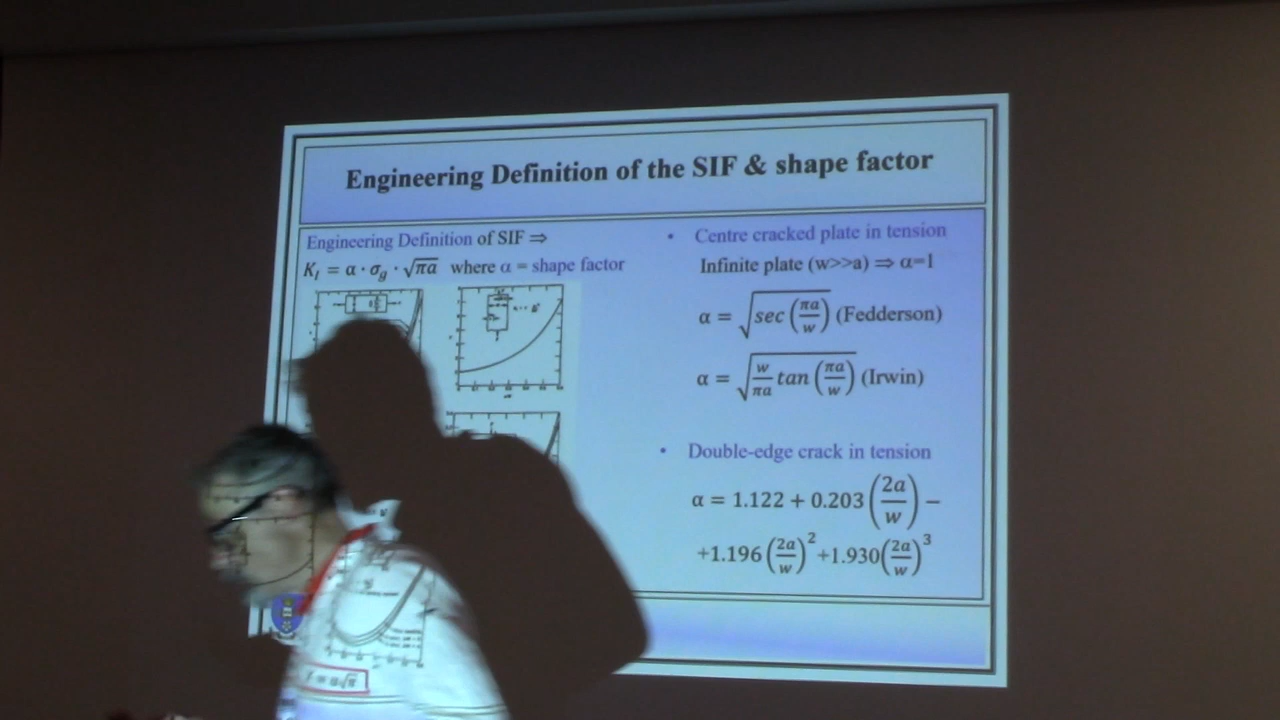 Engineering Definition of the SIF & shape factor
Engineering Definition of SIF ⇒
K_I = α · σ_g · √(πa) where α = shape factor
• Centre cracked plate in tension
Infinite plate (w>>a) ⇒ α=1
α = √(sec (πa/w)) (Fedderson)
α = √(w/πa tan (πa/w)) (Irwin)
• Double-edge crack in tension
α = 1.122 + 0.203 (2a/w) −
+1.196 (2a/w)² +1.930(2a/w)³